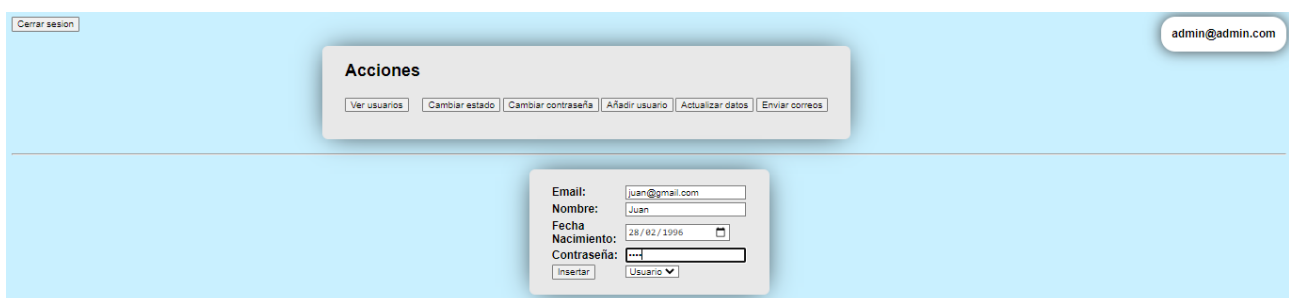 Cerrar sesion
admin@admin.com
Acciones
Ver usuarios Cambiar estado Cambiar contraseña Añadir usuario Actualizar datos Enviar correos
Email: juan@gmail.com
Nombre: Juan
Fecha
Nacimiento: 28/02/1996
Contraseña: ····
Insertar Usuario